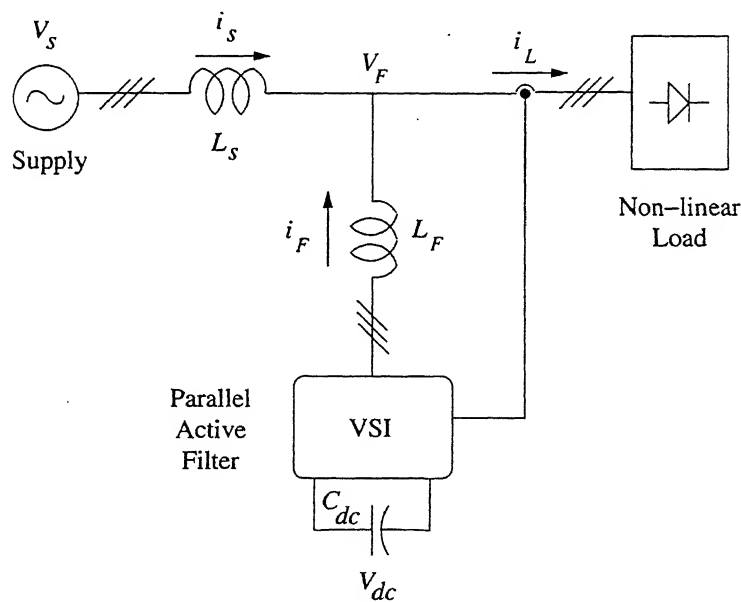 V_s
i_s
V_F
i_L
Supply
L_s
Non–linear
Load
i_F
L_F
Parallel
Active
Filter
VSI
C_dc
V_dc